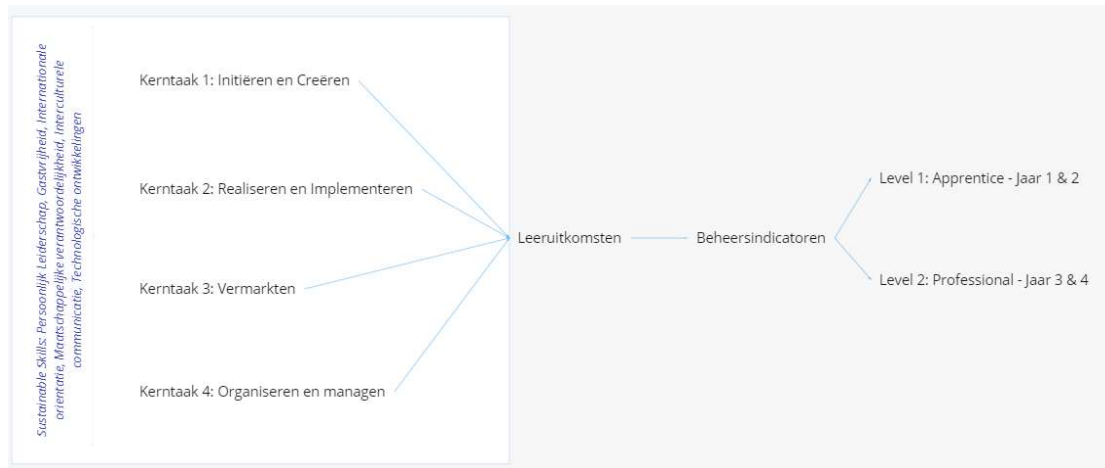 Sustainable Skills: Persoonlijk Leiderschap, Gastvrijheid, Internationale
orientatie, Maatschappelijke verantwoordelijkheid, Interculturele
communicatie, Technologische ontwikkelingen
Kerntaak 1: Initiëren en Creëren
Kerntaak 2: Realiseren en Implementeren
Kerntaak 3: Vermarkten
Kerntaak 4: Organiseren en managen
Leeruitkomsten
Beheersindicatoren
Level 1: Apprentice - Jaar 1 & 2
Level 2: Professional - Jaar 3 & 4